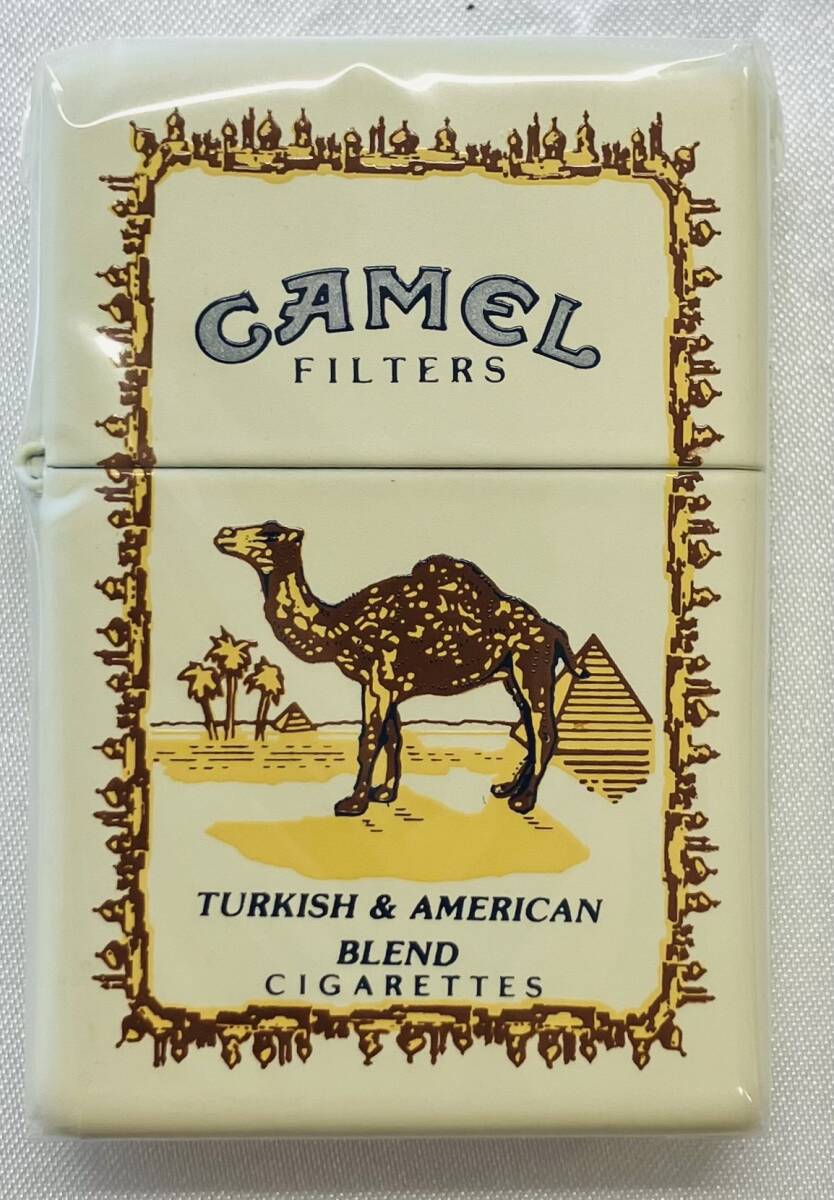 CAMEL
FILTERS
TURKISH & AMERICAN
BLEND
CIGARETTES